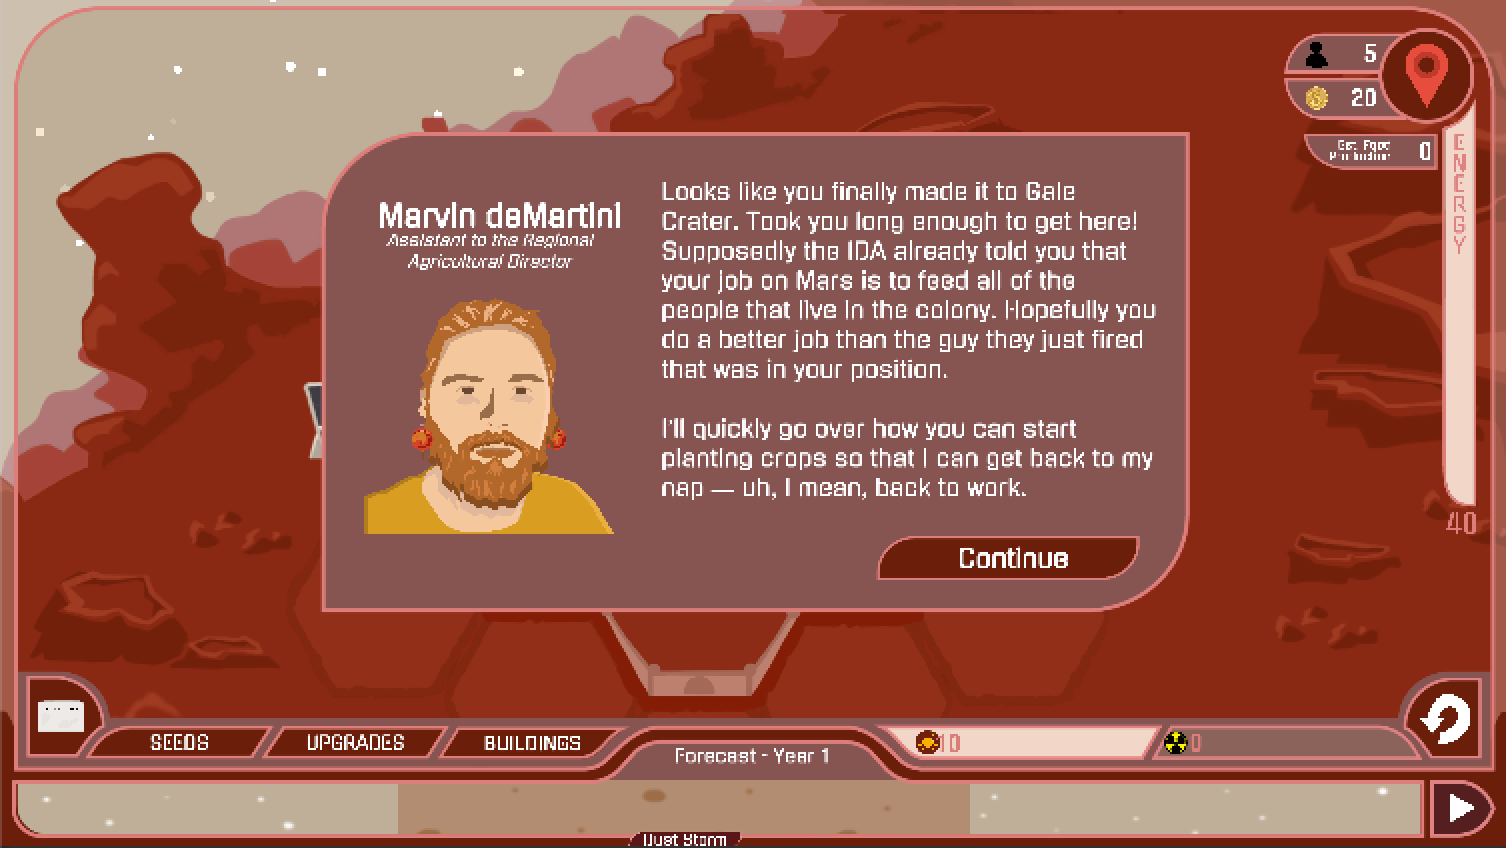 5
20
0
ENERGY
Marvin deMartini
Assistant to the Regional
Agricultural Director
Looks like you finally made it to Gale
Crater. Took you long enough to get here!
Supposedly the IDA already told you that
your job on Mars is to feed all of the
people that live in the colony. Hopefully you
do a better job than the guy they just fired
that was in your position.
I'll quickly go over how you can start
planting crops so that I can get back to my
nap — uh, I mean, back to work.
Continue
40
SEEDS
UPGRADES
BUILDINGS
Forecast - Year 1
10
0
Dust Storm